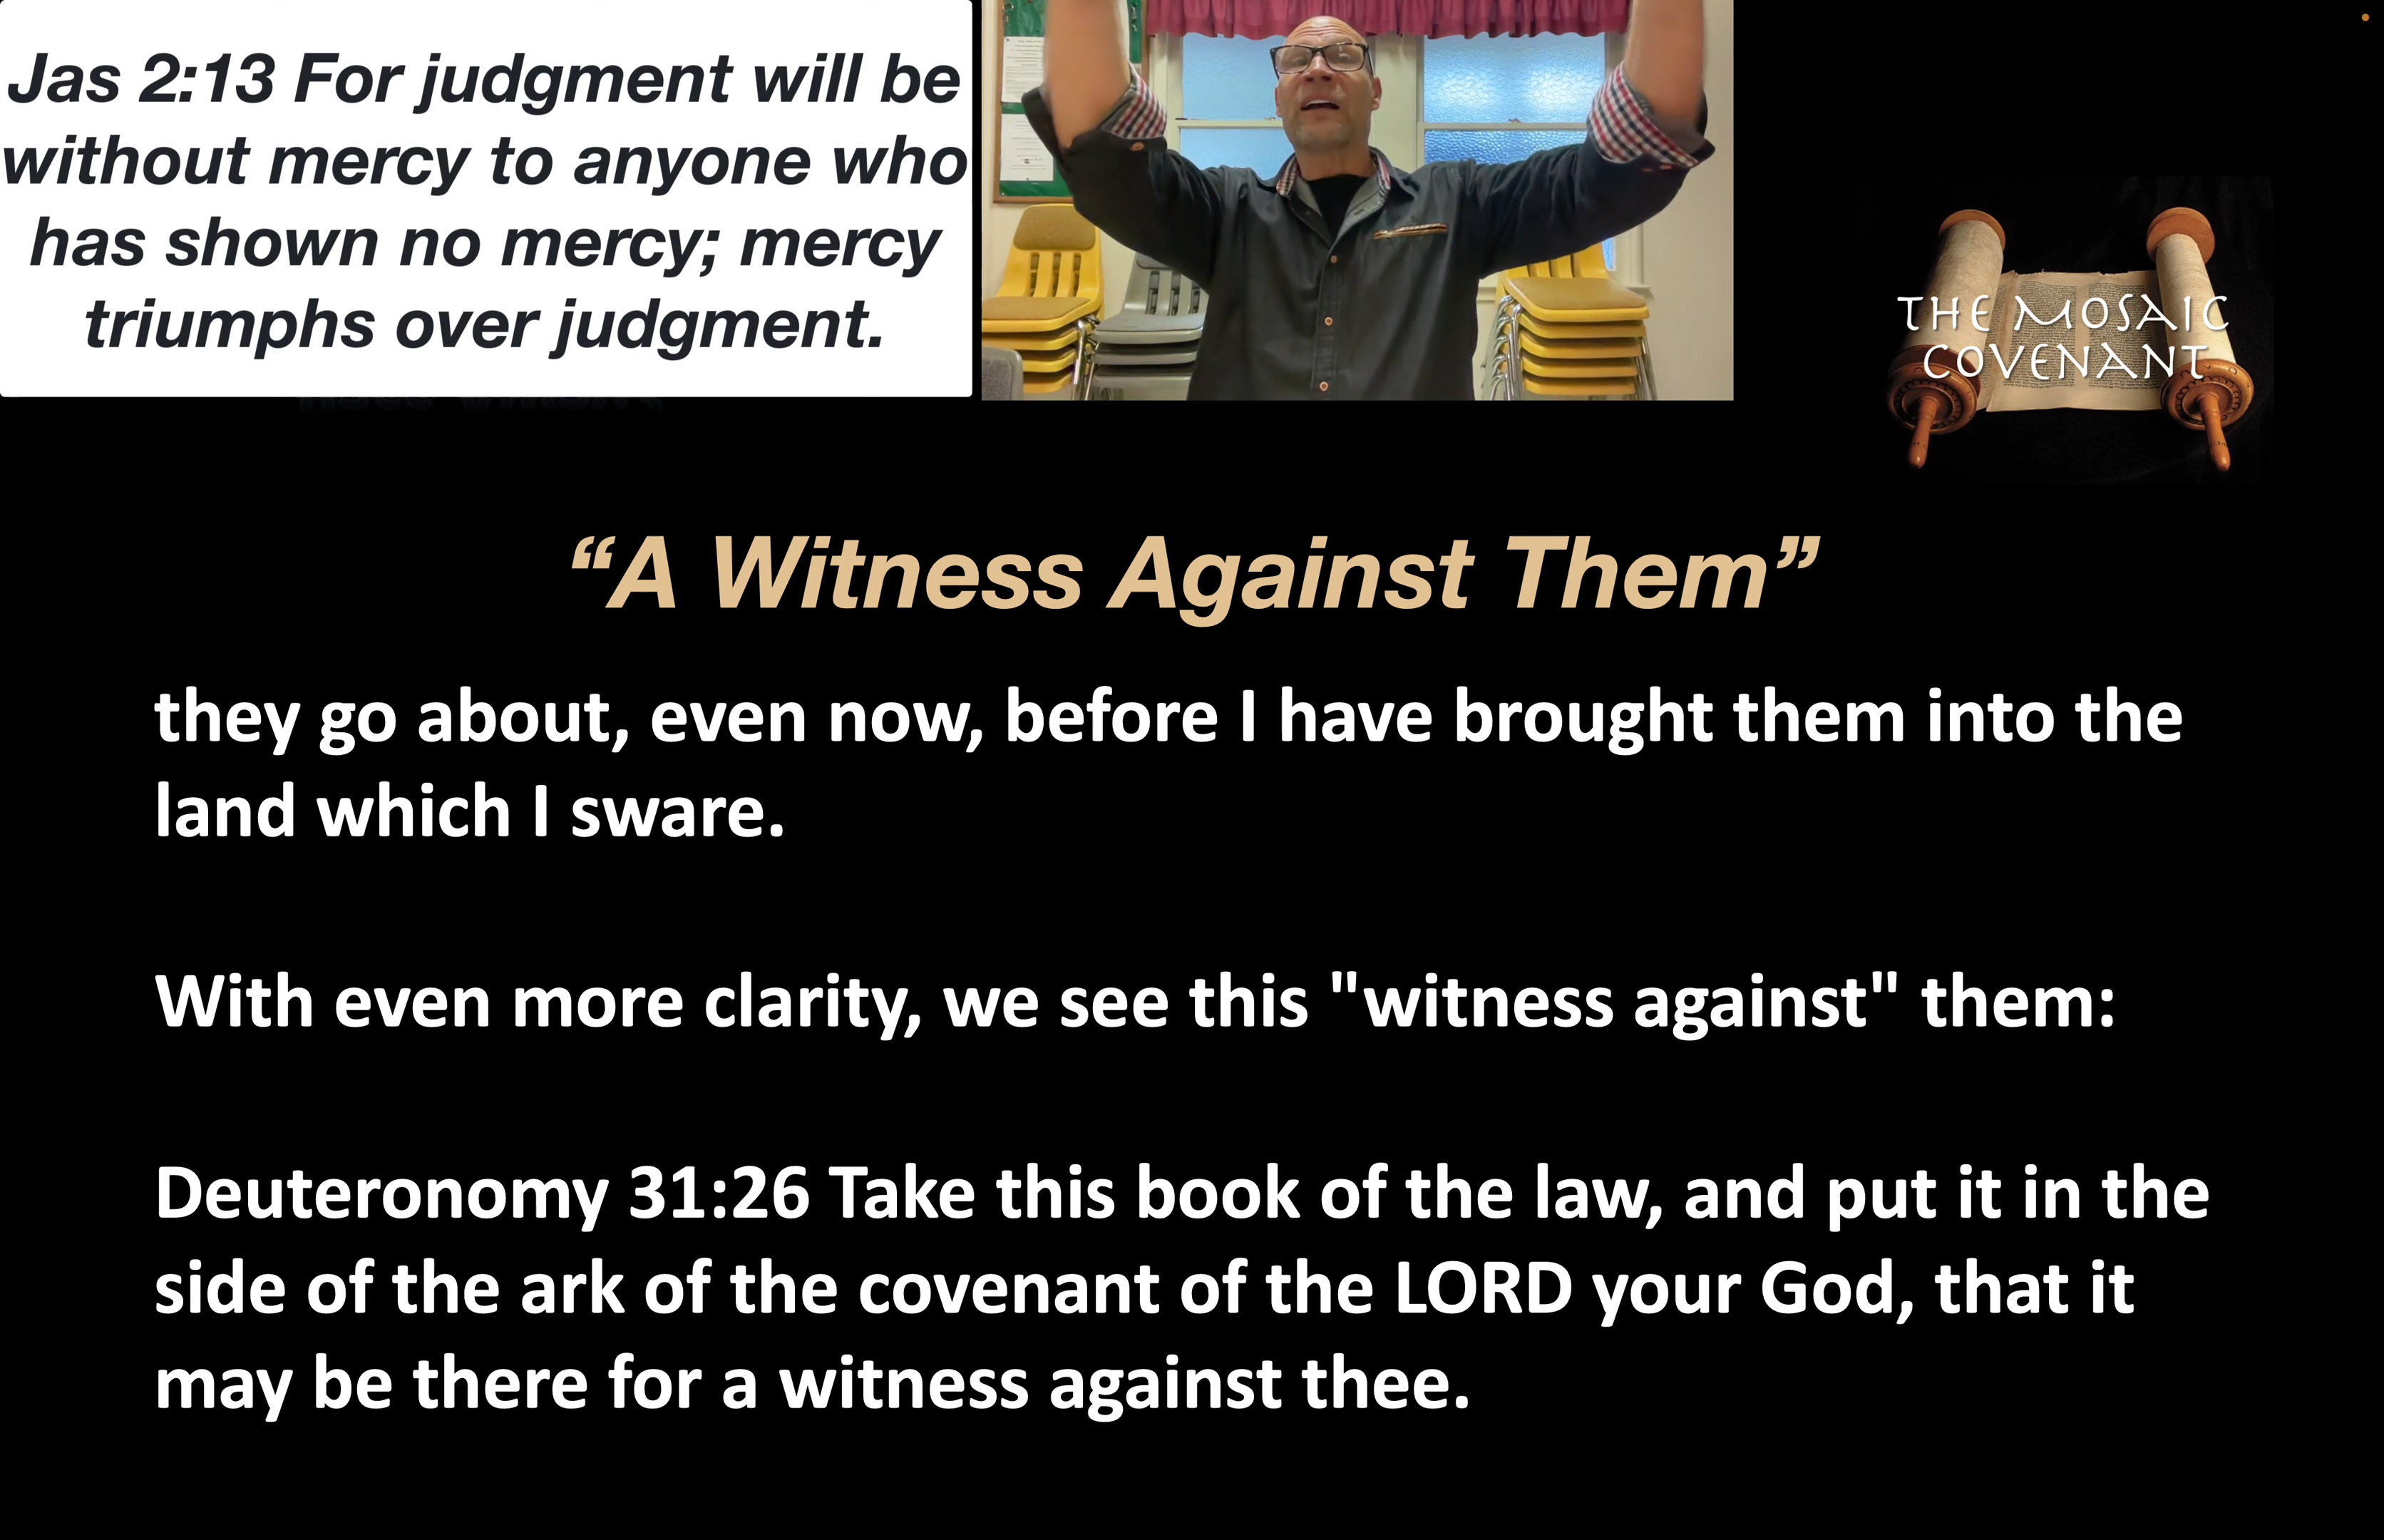 Jas 2:13 For judgment will be
without mercy to anyone who
has shown no mercy; mercy
triumphs over judgment.
THE MOSAIC
COVENANT
“A Witness Against Them”
they go about, even now, before I have brought them into the
land which I sware.
With even more clarity, we see this "witness against" them:
Deuteronomy 31:26 Take this book of the law, and put it in the
side of the ark of the covenant of the LORD your God, that it
may be there for a witness against thee.